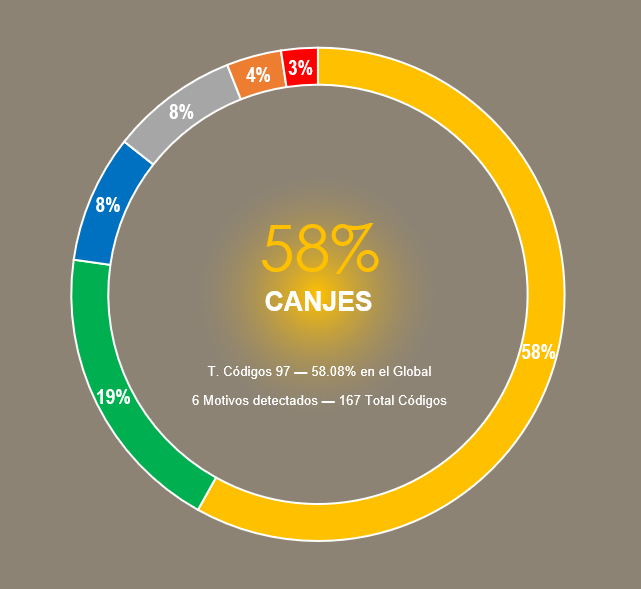 3%
4%
8%
8%
58%
CANJES
58%
T. Códigos 97 — 58.08% en el Global
19%
6 Motivos detectados — 167 Total Códigos